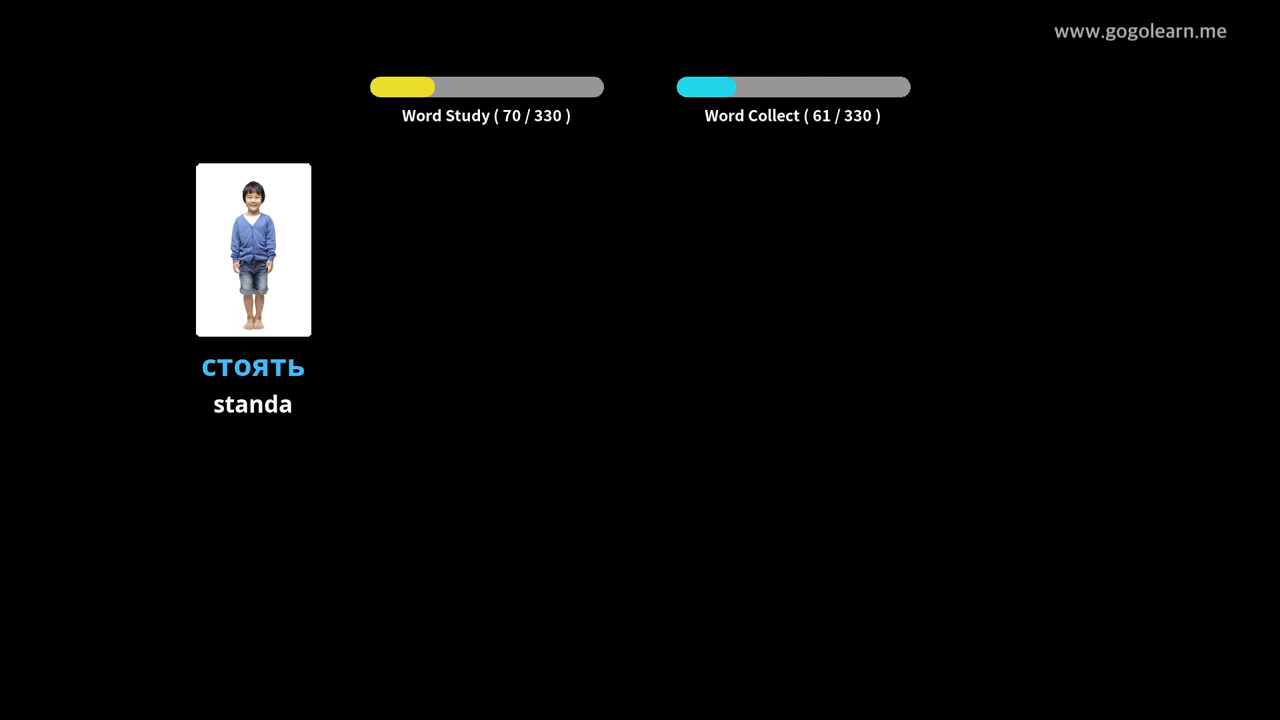 www.gogolearn.me
Word Study ( 70 / 330 )
Word Collect ( 61 / 330 )
стоять
standa